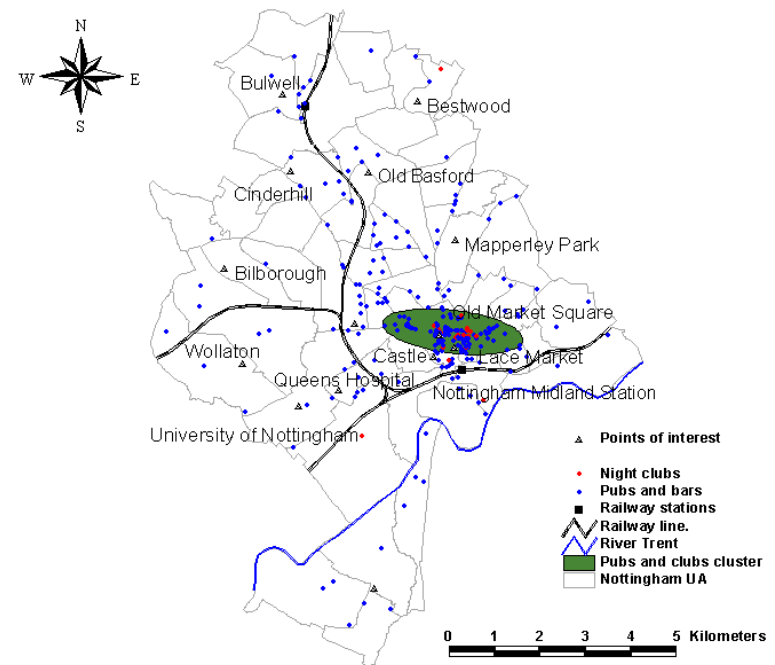 N
W E
S
Bulwell
Bestwood
Old Basford
Cinderhill
Mapperley Park
Bilborough
Old Market Square
Wollaton
Castle
Lace Market
Queens Hospital
Nottingham Midland Station
University of Nottingham
Points of interest
Night clubs
Pubs and bars
Railway stations
Railway line.
River Trent
Pubs and clubs cluster
Nottingham UA
0 1 2 3 4 5 Kilometers